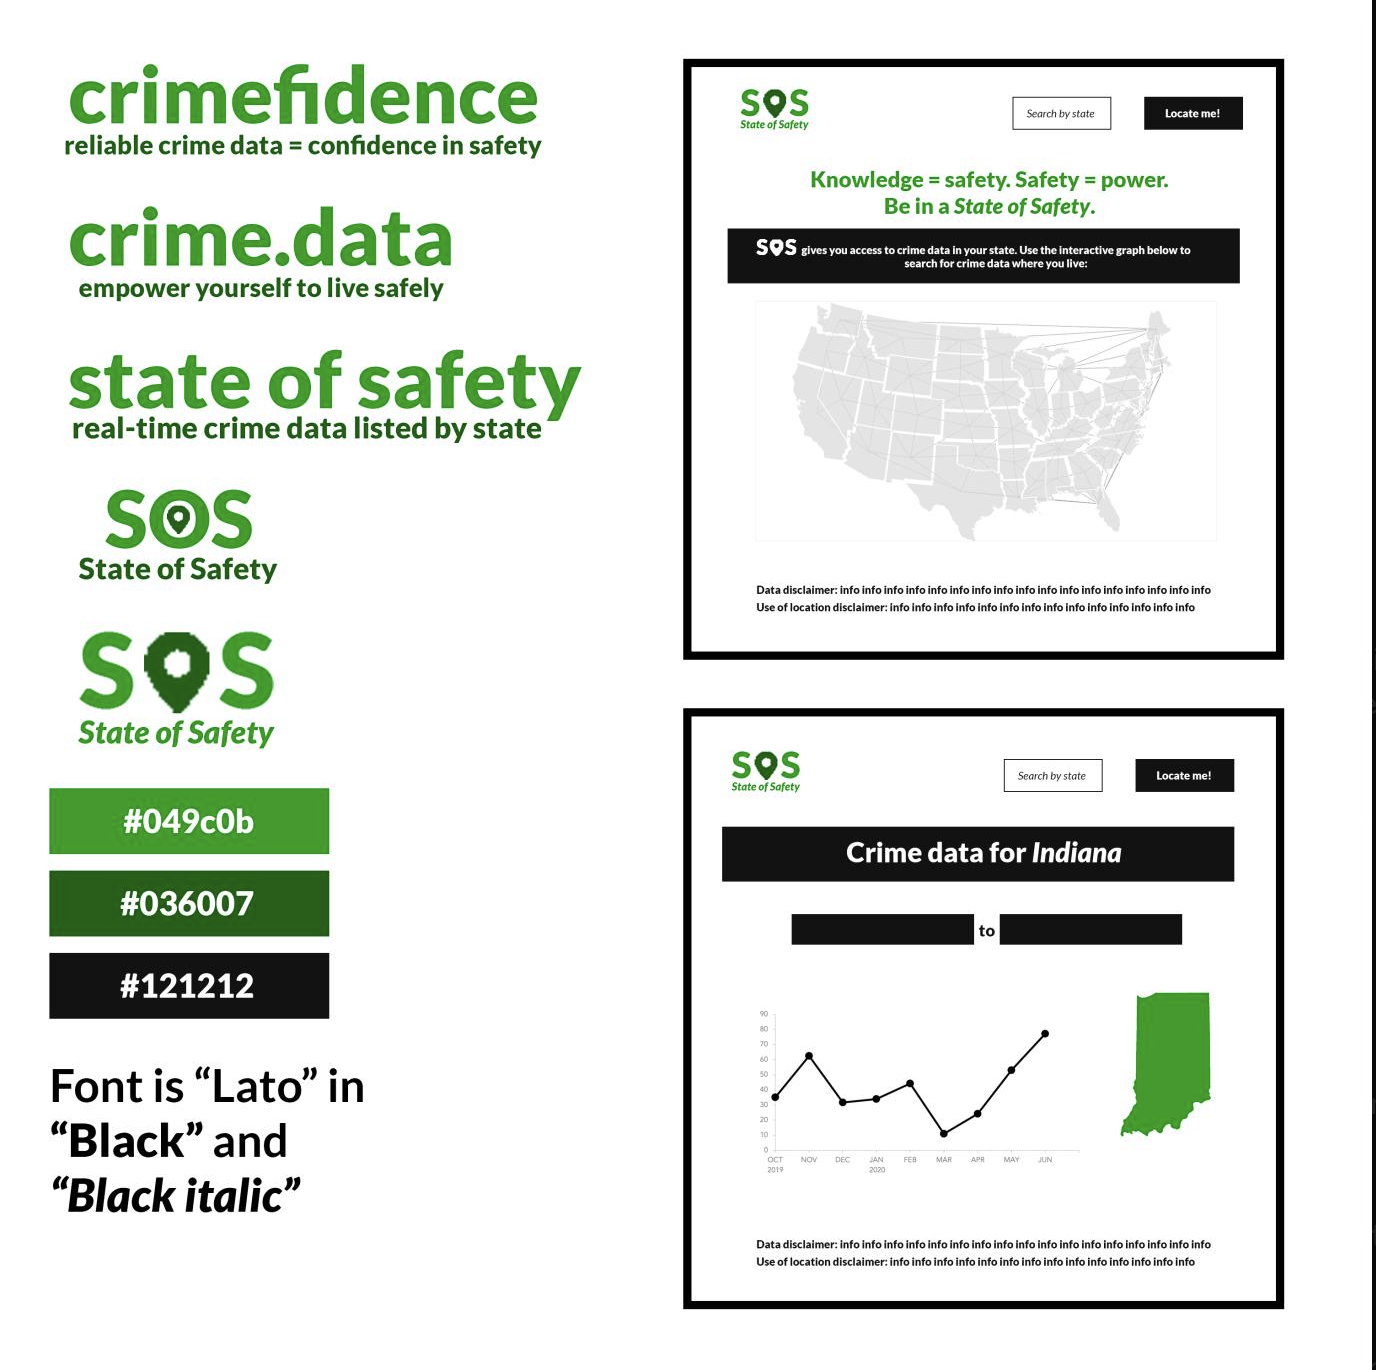 crimefidence
reliable crime data = confidence in safety
crime.data
empower yourself to live safely
state of safety
real-time crime data listed by state
SOS
State of Safety
SOS
State of Safety
#049c0b
#036007
#121212
Font is “Lato” in
“Black” and
“Black italic”
SOS
State of Safety
Search by state
Locate me!
Knowledge = safety. Safety = power.
Be in a State of Safety.
SOS gives you access to crime data in your state. Use the interactive graph below to
search for crime data where you live:
Data disclaimer: info info info info info info info info info info info info info info info info info
Use of location disclaimer: info info info info info info info info info info info info info info
SOS
State of Safety
Search by state
Locate me!
Crime data for Indiana
to
90
80
70
60
50
40
30
20
10
0
OCT NOV DEC JAN FEB MAR APR MAY JUN
2019 2020
Data disclaimer: info info info info info info info info info info info info info info info info info
Use of location disclaimer: info info info info info info info info info info info info info info